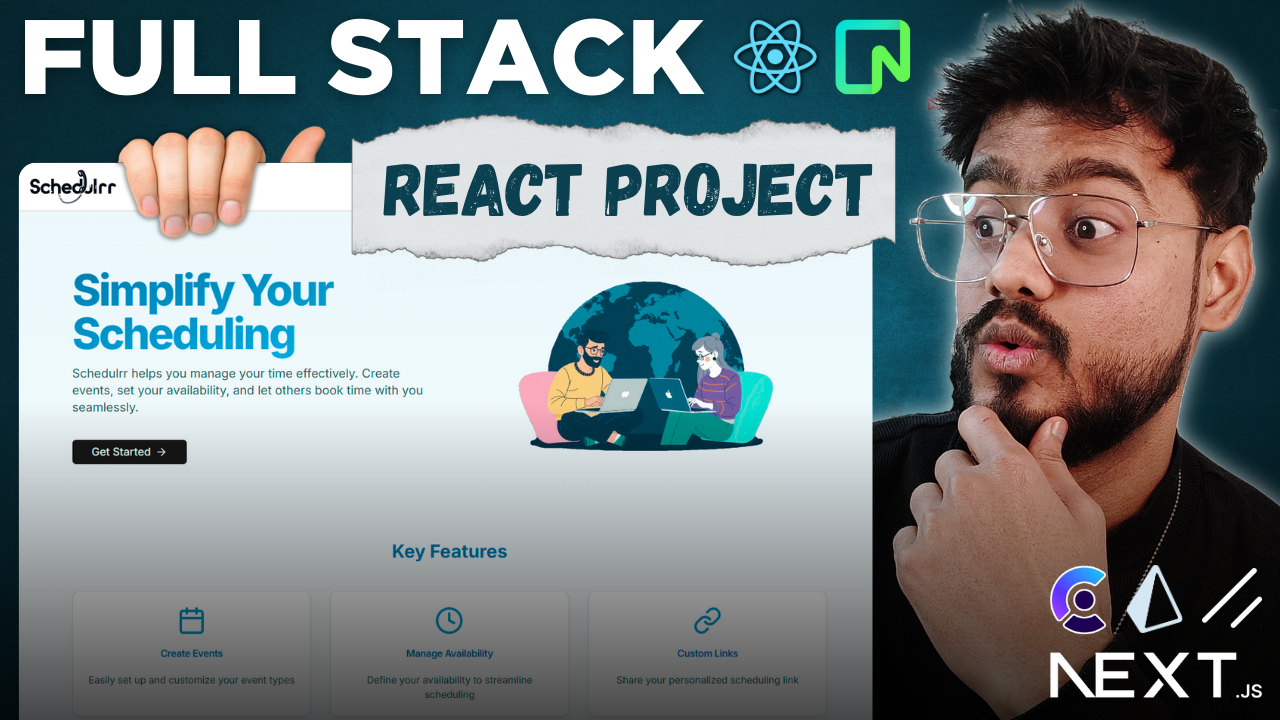 FULL STACK
REACT PROJECT
Schedulrr
Simplify Your
Scheduling
Schedulrr helps you manage your time effectively. Create
events, set your availability, and let others book time with you
seamlessly.
Get Started →
Key Features
Create Events
Easily set up and customize your event types
Manage Availability
Define your availability to streamline
scheduling
Custom Links
Share your personalized scheduling link
NEXT.JS